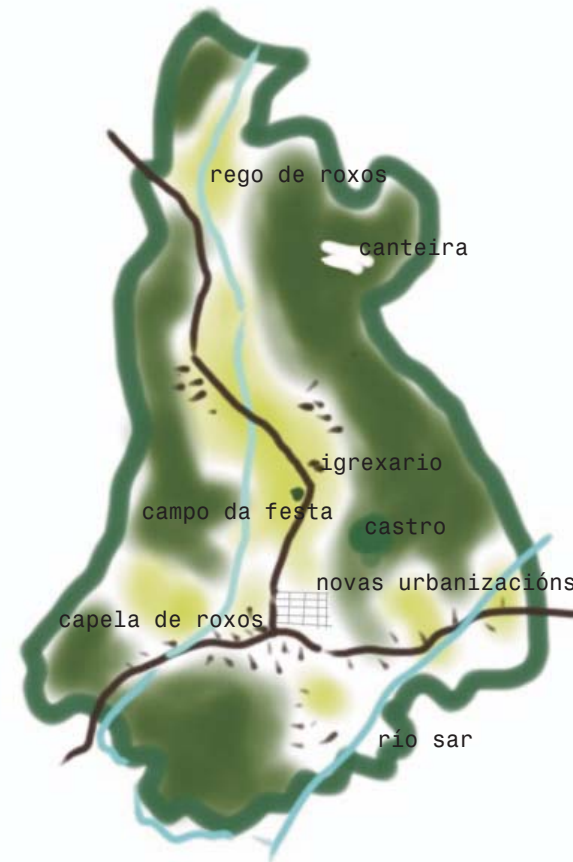 rego de roxos
canteira
igrexario
campo da festa
castro
novas urbanizacións
capela de roxos
río sar